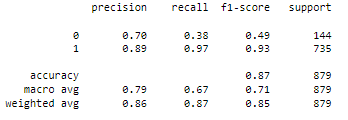 precision recall f1-score support
0 0.70 0.38 0.49 144
1 0.89 0.97 0.93 735
accuracy 0.87 879
macro avg 0.79 0.67 0.71 879
weighted avg 0.86 0.87 0.85 879